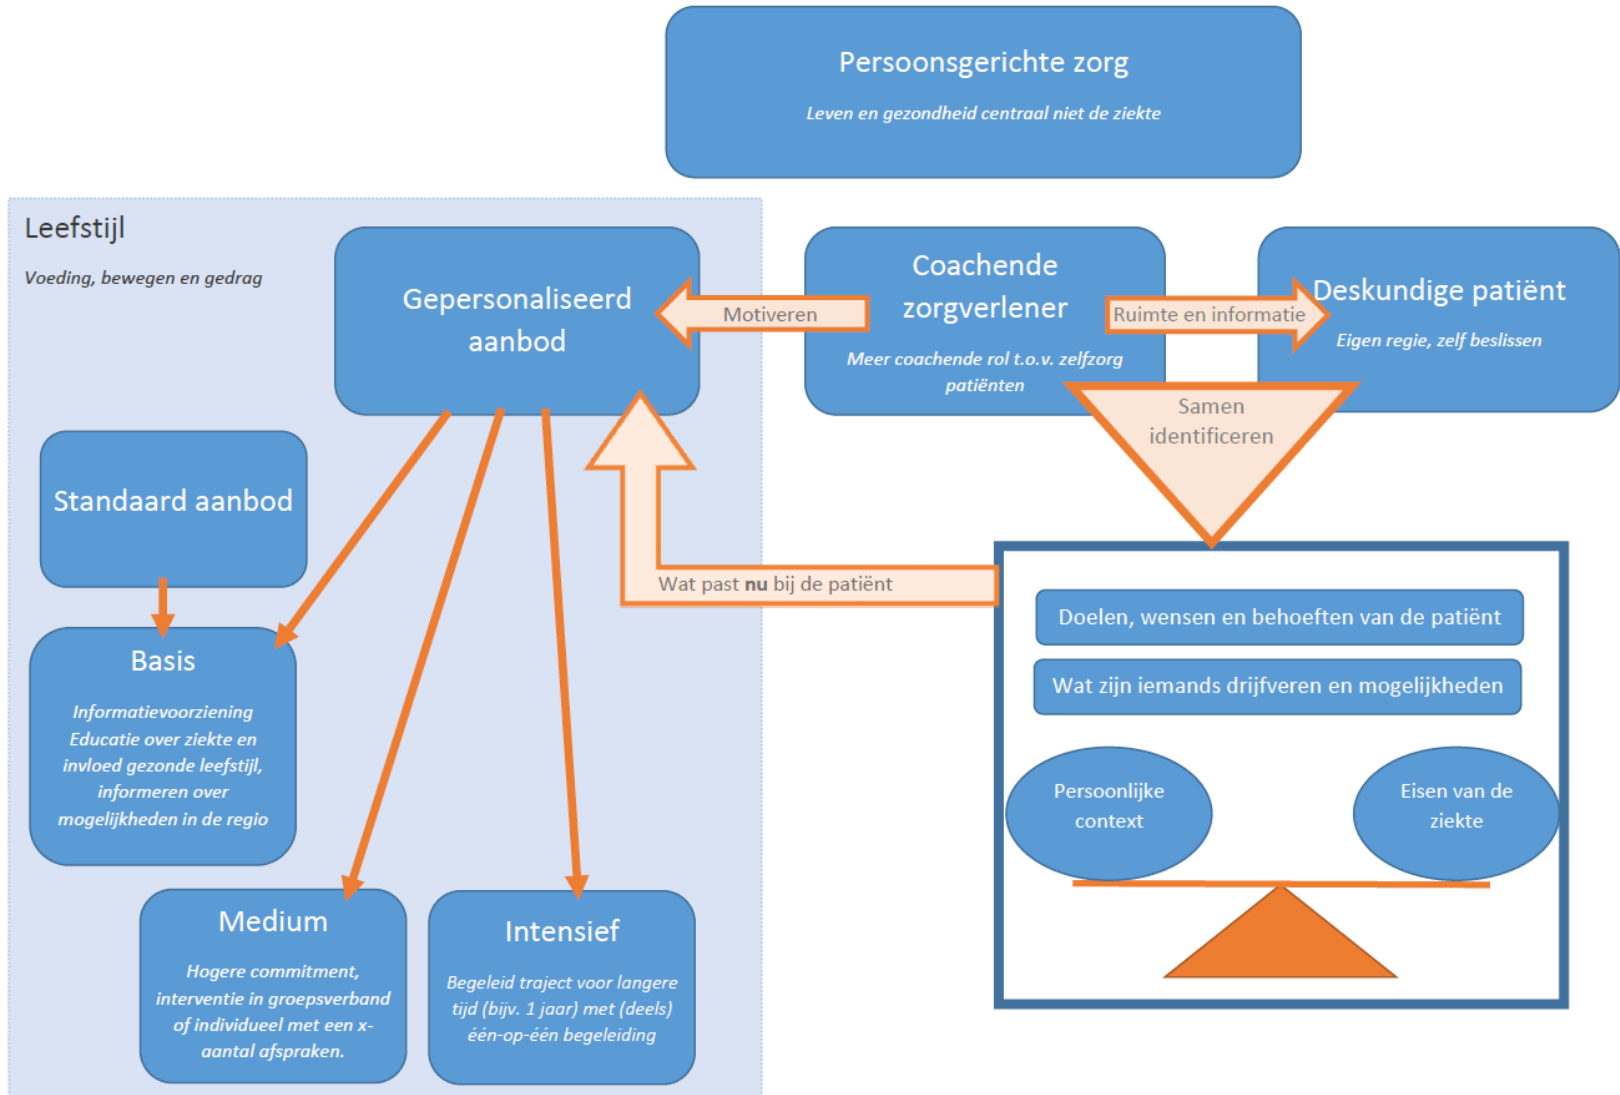 Persoonsgerichte zorg
Leven en gezondheid centraal niet de ziekte
Leefstijl
Voeding, bewegen en gedrag
Gepersonaliseerd
aanbod
Motiveren
Coachende
zorgverlener
Meer coachende rol t.o.v. zelfzorg
patiënten
Ruimte en informatie
Deskundige patiënt
Eigen regie, zelf beslissen
Samen
identificeren
Standaard aanbod
Wat past nu bij de patiënt
Doelen, wensen en behoeften van de patiënt
Wat zijn iemands drijfveren en mogelijkheden
Persoonlijke
context
Eisen van de
ziekte
Basis
Informatievoorziening
Educatie over ziekte en
invloed gezonde leefstijl,
informeren over
mogelijkheden in de regio
Medium
Hogere commitment,
interventie in groepsverband
of individueel met een x-
aantal afspraken.
Intensief
Begeleid traject voor langere
tijd (bijv. 1 jaar) met (deels)
één-op-één begeleiding